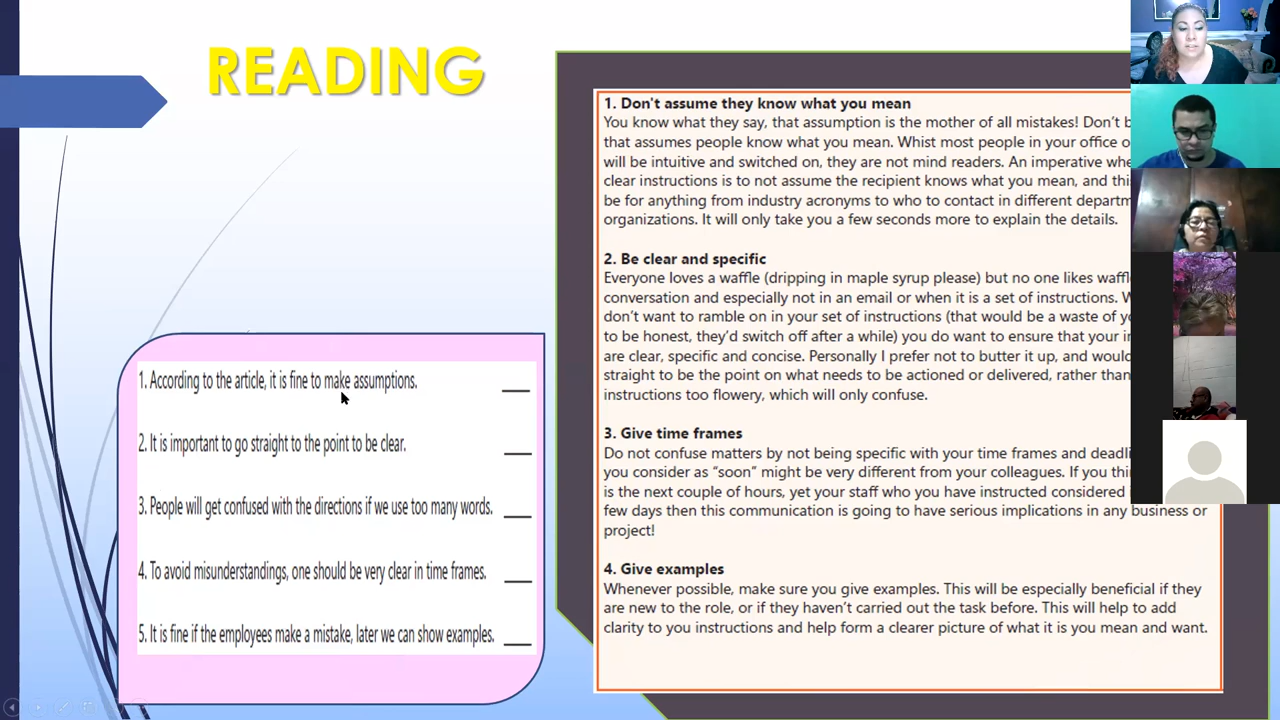 READING
1. According to the article, it is fine to make assumptions. ___
2. It is important to go straight to the point to be clear. ___
3. People will get confused with the directions if we use too many words. ___
4. To avoid misunderstandings, one should be very clear in time frames. ___
5. It is fine if the employees make a mistake, later we can show examples. ___
1. Don't assume they know what you mean
You know what they say, that assumption is the mother of all mistakes! Don't
that assumes people know what you mean. Whist most people in your office
will be intuitive and switched on, they are not mind readers. An imperative
clear instructions is to not assume the recipient knows what you mean, and
be for anything from industry acronyms to who to contact in different
organizations. It will only take you a few seconds more to explain the details.
2. Be clear and specific
Everyone loves a waffle (dripping in maple syrup please) but no one likes
conversation and especially not in an email or when it is a set of instructions.
don't want to ramble on in your set of instructions (that would be a waste of
to be honest, they'd switch off after a while) you do want to ensure that your
are clear, specific and concise. Personally I prefer not to butter it up, and
straight to be the point on what needs to be actioned or delivered, rather than
instructions too flowery, which will only confuse.
3. Give time frames
Do not confuse matters by not being specific with your time frames and
you consider as "soon" might be very different from your colleagues. If you
is the next couple of hours, yet your staff who you have instructed considered
few days then this communication is going to have serious implications in any business or
project!
4. Give examples
Whenever possible, make sure you give examples. This will be especially beneficial if they
are new to the role, or if they haven't carried out the task before. This will help to add
clarity to you instructions and help form a clearer picture of what it is you mean and want.